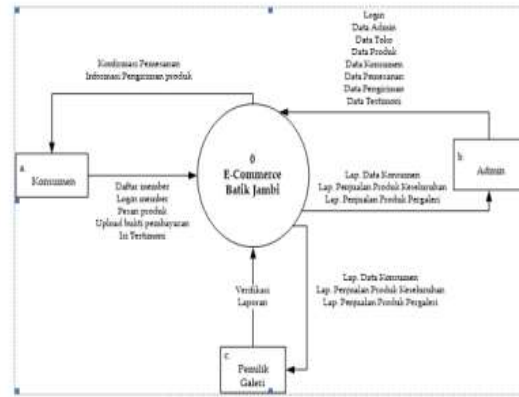 Login
Data Admin
Data Toko
Data Produk
Data Konsumen
Data Pemesanan
Data Pengiriman
Data Testimoni
Konfirmasi Pemesanan
Informasi Pengiriman produk
0
E-Commerce
Batik Jambi
a.
Konsumen
b.
Admin
Daftar member
Login member
Pesan produk
Upload bukti pembayaran
Isi Testimoni
Lap. Data Konsumen
Lap. Penjualan Produk Keseluruhan
Lap. Penjualan Produk Pergaleri
Verifikasi
Laporan
Lap. Data Konsumen
Lap. Penjualan Produk Keseluruhan
Lap. Penjualan Produk Pergaleri
c.
Pemilik
Galeri